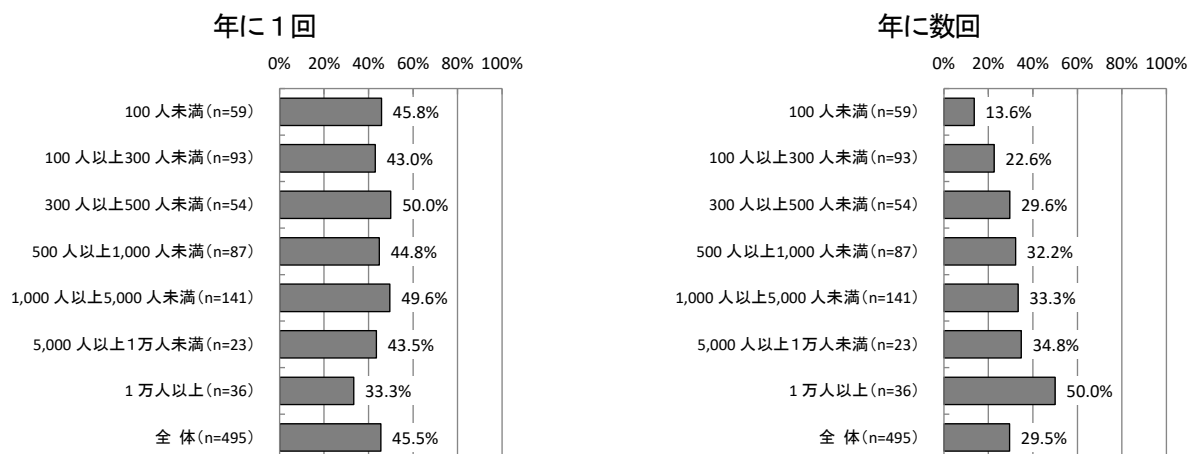 年に１回
0% 20% 40% 60% 80% 100%
100 人未満（n=59） 45.8%
100 人以上300 人未満（n=93） 43.0%
300 人以上500 人未満（n=54） 50.0%
500 人以上1,000 人未満（n=87） 44.8%
1,000 人以上5,000 人未満（n=141） 49.6%
5,000 人以上１万人未満（n=23） 43.5%
1 万人以上（n=36） 33.3%
全 体（n=495） 45.5%
年に数回
0% 20% 40% 60% 80% 100%
100 人未満（n=59） 13.6%
100 人以上300 人未満（n=93） 22.6%
300 人以上500 人未満（n=54） 29.6%
500 人以上1,000 人未満（n=87） 32.2%
1,000 人以上5,000 人未満（n=141） 33.3%
5,000 人以上１万人未満（n=23） 34.8%
1 万人以上（n=36） 50.0%
全 体（n=495） 29.5%